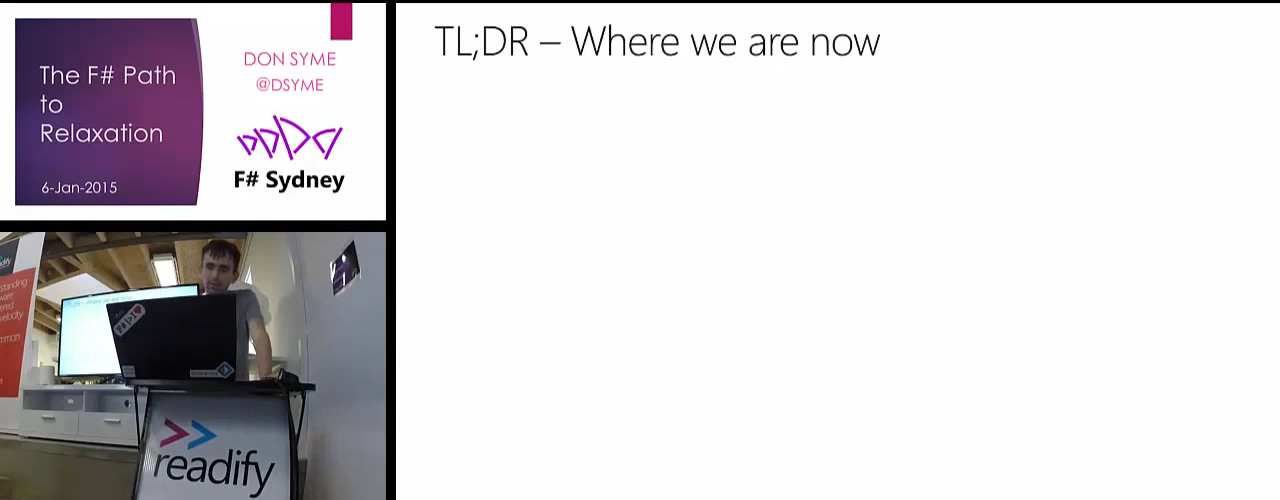 The F# Path
to
Relaxation
6-Jan-2015
DON SYME
@DSYME
F# Sydney
TL;DR – Where we are now
readify